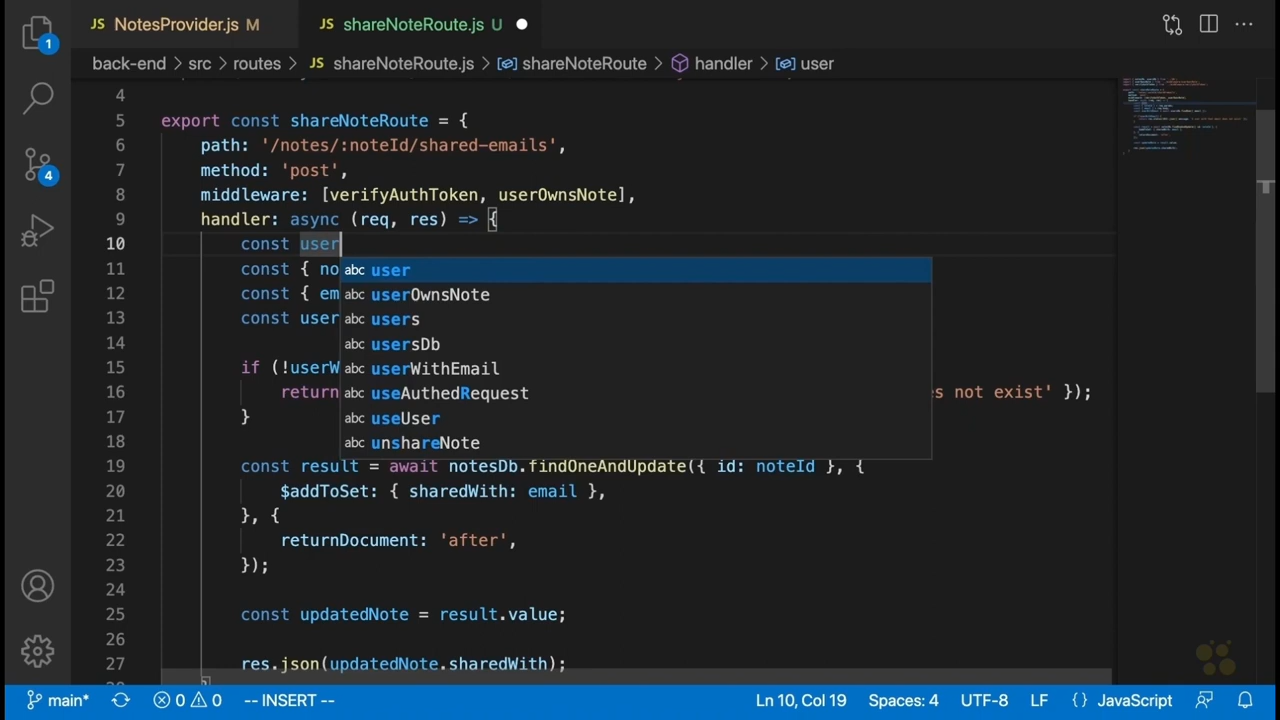 1
4
JS NotesProvider.js M
JS shareNoteRoute.js U
back-end > src > routes > JS shareNoteRoute.js > shareNoteRoute > handler > user
4
5 export const shareNoteRoute = {
6 path: '/notes/:noteId/shared-emails',
7 method: 'post',
8 middleware: [verifyAuthToken, userOwnsNote],
9 handler: async (req, res) => {
10 const user
11 const { no
12 const { em
13 const user
14
15 if (!userW
16 return s not exist' });
17 }
18
19 const result = await notesDb.findOneAndUpdate({ id: noteId }, {
20 $addToSet: { sharedWith: email },
21 }, {
22 returnDocument: 'after',
23 });
24
25 const updatedNote = result.value;
26
27 res.json(updatedNote.sharedWith);
abc user
abc userOwnsNote
abc users
abc usersDb
abc userWithEmail
abc useAuthedRequest
abc useUser
abc unshareNote
main* 0 0 -- INSERT -- Ln 10, Col 19 Spaces: 4 UTF-8 LF {} JavaScript